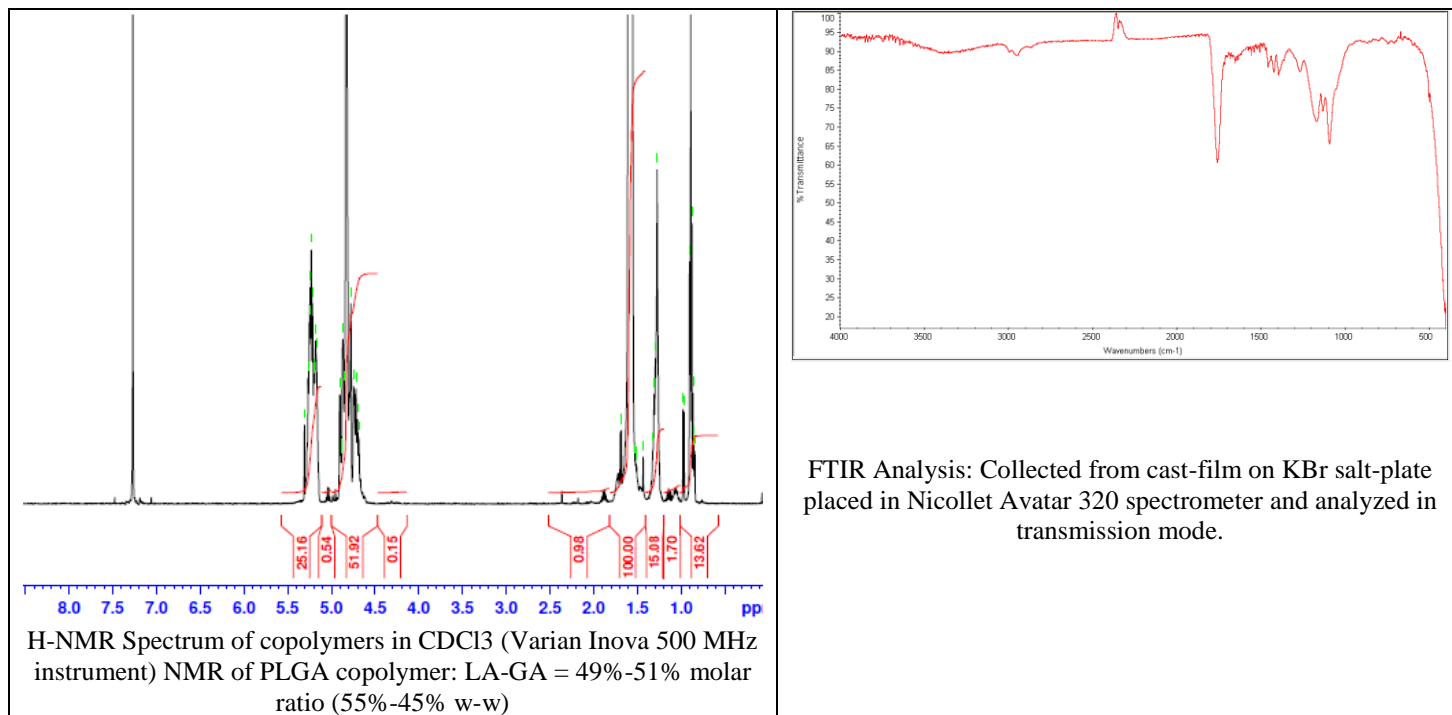 25.16
0.54
51.92
0.15
0.98
100.00
15.08
1.70
13.62
8.0 7.5 7.0 6.5 6.0 5.5 5.0 4.5 4.0 3.5 3.0 2.5 2.0 1.5 1.0 ppm
H-NMR Spectrum of copolymers in CDCl3 (Varian Inova 500 MHz
instrument) NMR of PLGA copolymer: LA-GA = 49%-51% molar
ratio (55%-45% w-w)
100
95
90
85
80
75
70
65
60
55
50
45
40
35
30
25
20
%Transmittance
4000 3500 3000 2500 2000 1500 1000 500
Wavenumbers (cm-1)
FTIR Analysis: Collected from cast-film on KBr salt-plate
placed in Nicollet Avatar 320 spectrometer and analyzed in
transmission mode.